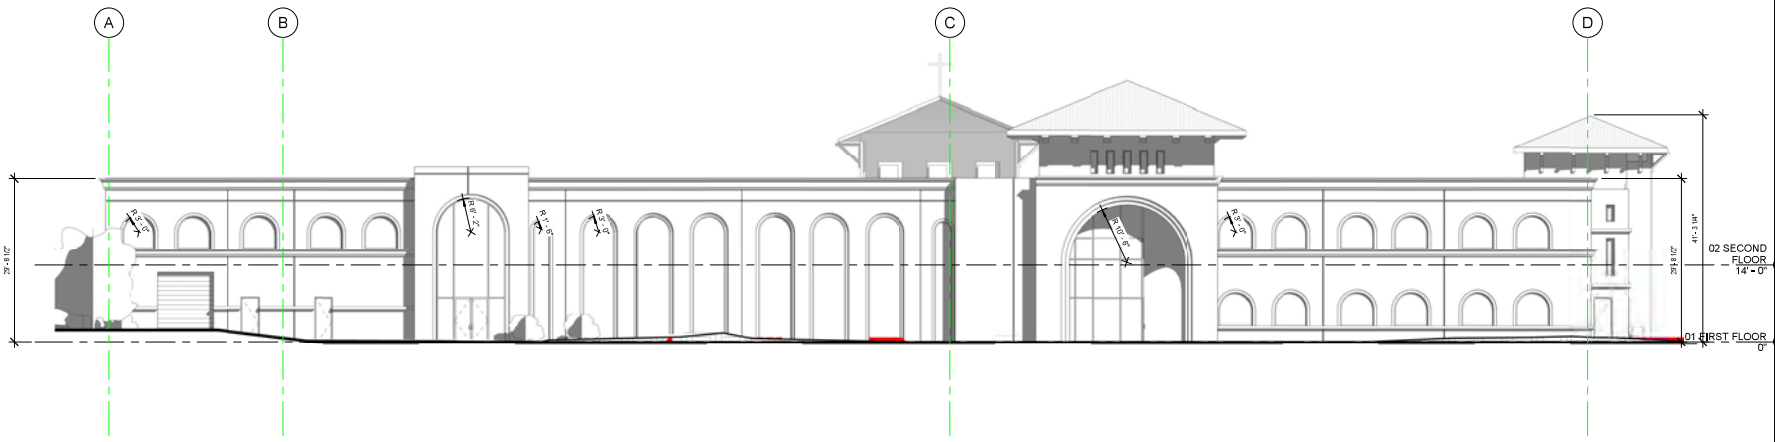 A
B
C
D
R 3' - 0"
R 6' - 2"
R 1' - 6"
R 3' - 0"
R 10' - 6"
R 3' - 0"
29' - 8 1/2"
29' - 8 1/2"
41' - 3 1/4"
02 SECOND
FLOOR
14' - 0"
01 FIRST FLOOR
0"